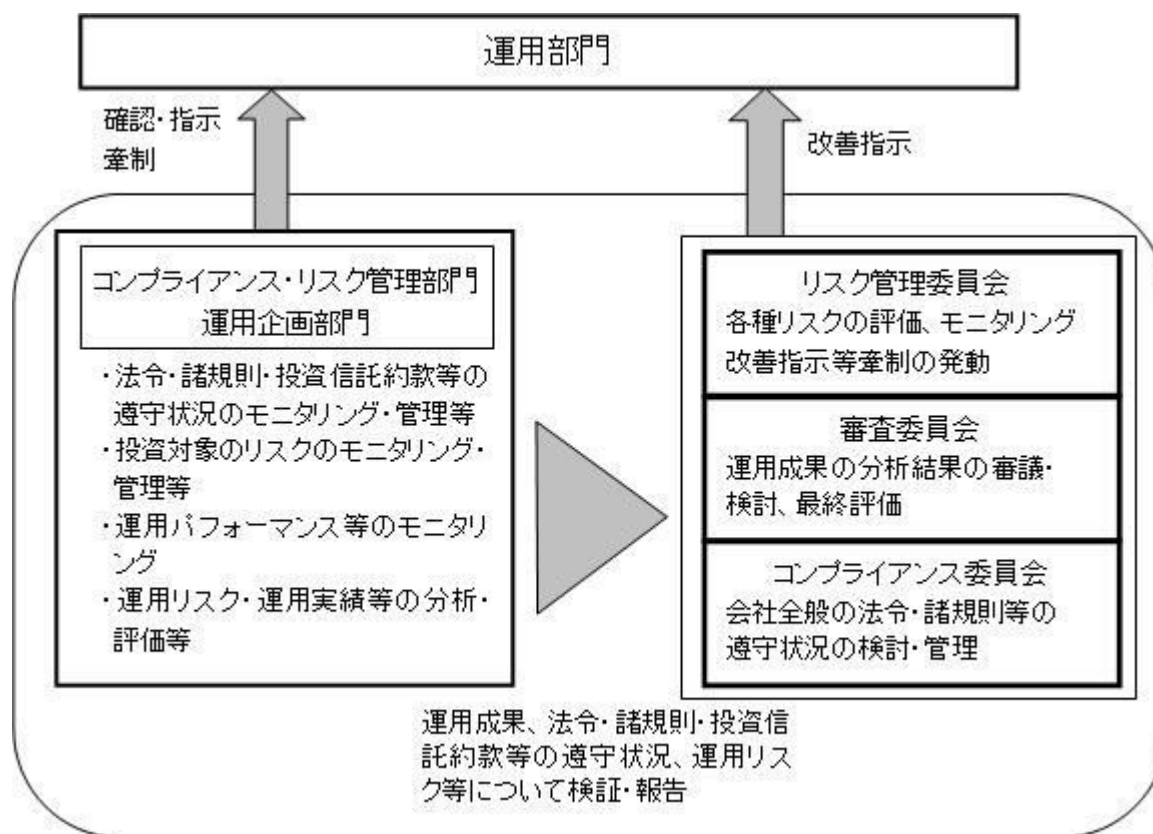 運用部門
確認・指示
牽制
改善指示
コンプライアンス・リスク管理部門
運用企画部門
・法令・諸規則・投資信託約款等の
遵守状況のモニタリング・管理等
・投資対象のリスクのモニタリング・
管理等
・運用パフォーマンス等のモニタリ
ング
・運用リスク・運用実績等の分析・
評価等
リスク管理委員会
各種リスクの評価、モニタリング
改善指示等牽制の発動
審査委員会
運用成果の分析結果の審議・
検討、最終評価
コンプライアンス委員会
会社全般の法令・諸規則等の
遵守状況の検討・管理
運用成果、法令・諸規則・投資信
託約款等の遵守状況、運用リス
ク等について検証・報告